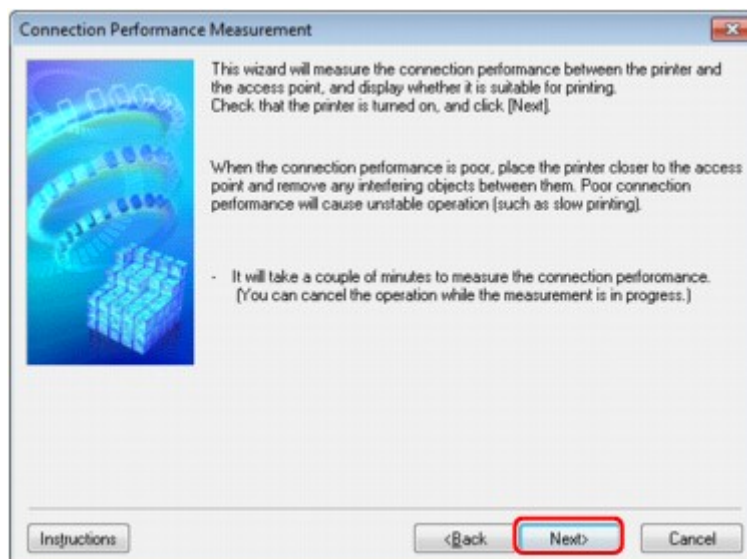 Connection Performance Measurement
This wizard will measure the connection performance between the printer and
the access point, and display whether it is suitable for printing.
Check that the printer is turned on, and click [Next].
When the connection performance is poor, place the printer closer to the access
point and remove any interfering objects between them. Poor connection
performance will cause unstable operation (such as slow printing).
- It will take a couple of minutes to measure the connection perforomance.
(You can cancel the operation while the measurement is in progress.)
Instructions
<Back
Next>
Cancel